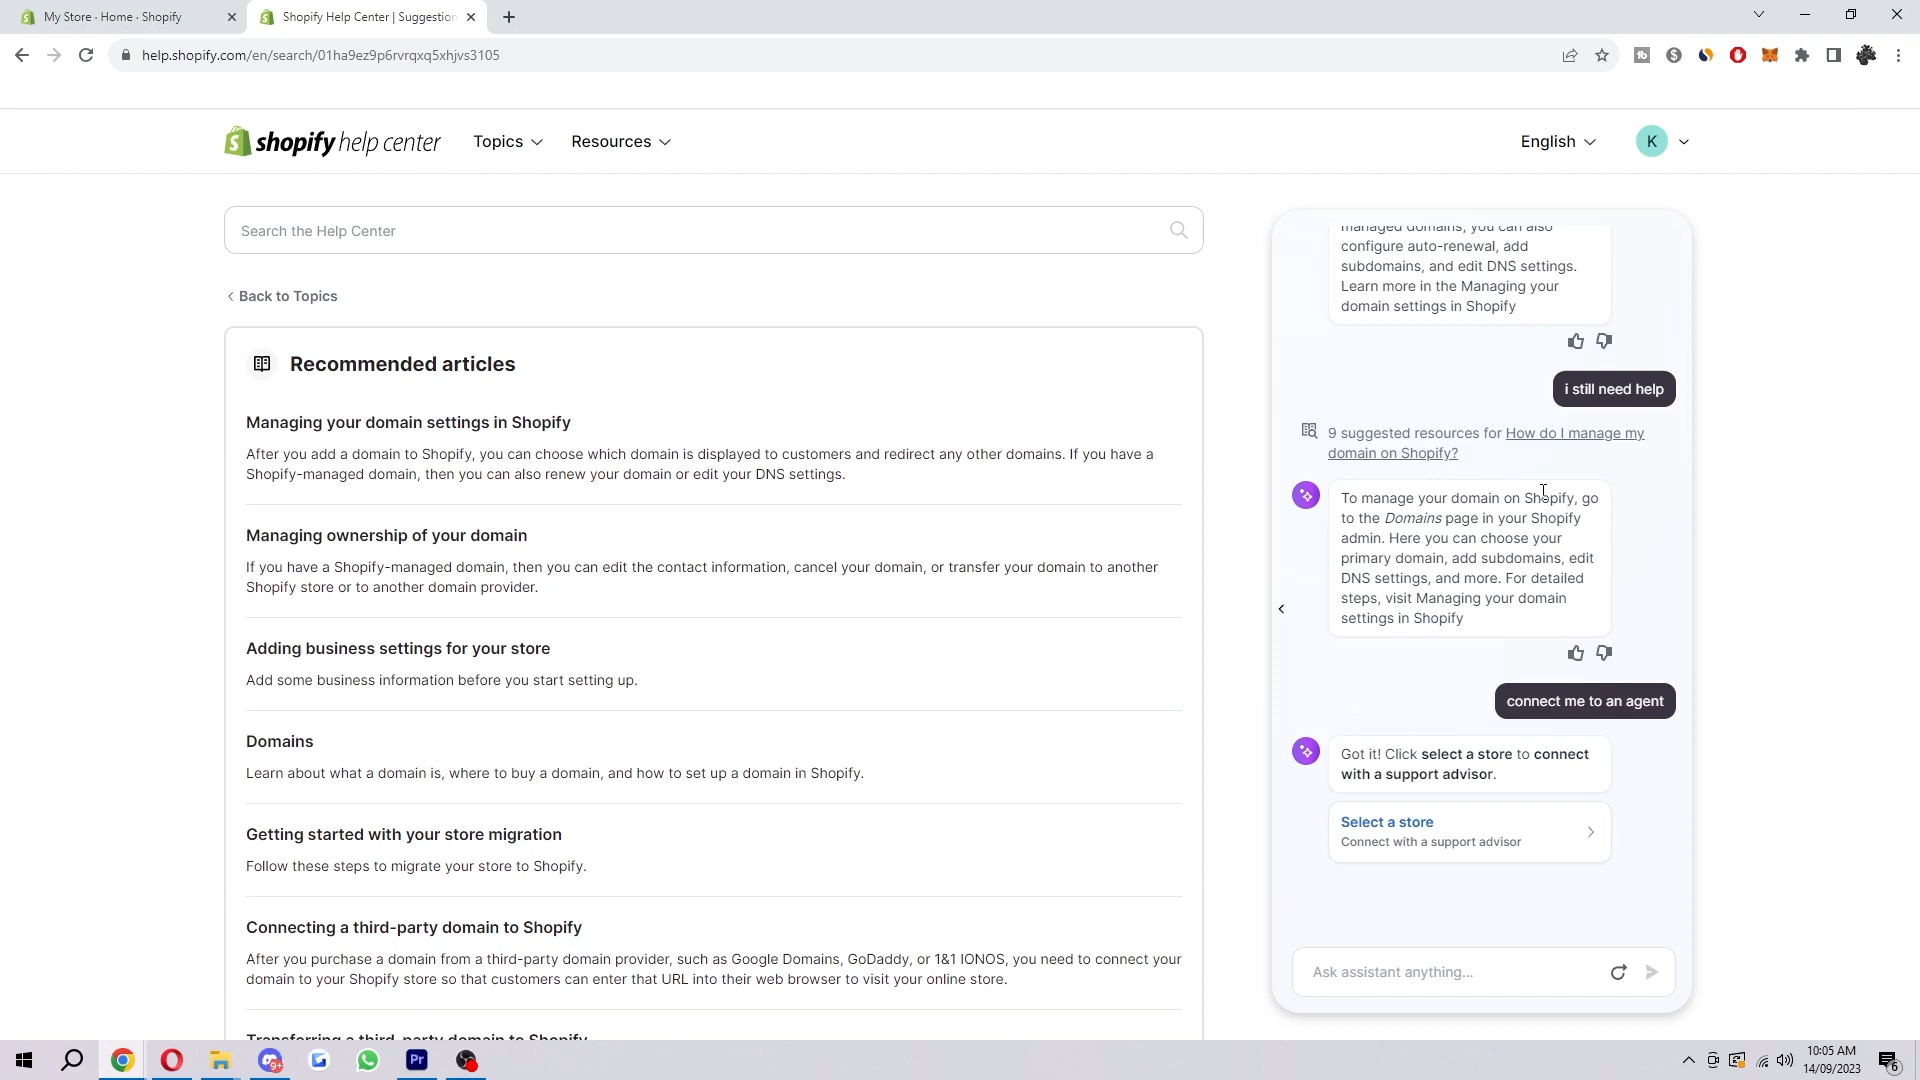 My Store · Home · Shopify
Shopify Help Center | Suggestion
help.shopify.com/en/search/01ha9ez9p6rvrqxq5xhjvs3105
shopify help center
Topics
Resources
English
K
Search the Help Center
Back to Topics
Recommended articles
Managing your domain settings in Shopify
After you add a domain to Shopify, you can choose which domain is displayed to customers and redirect any other domains. If you have a
Shopify-managed domain, then you can also renew your domain or edit your DNS settings.
Managing ownership of your domain
If you have a Shopify-managed domain, then you can edit the contact information, cancel your domain, or transfer your domain to another
Shopify store or to another domain provider.
Adding business settings for your store
Add some business information before you start setting up.
Domains
Learn about what a domain is, where to buy a domain, and how to set up a domain in Shopify.
Getting started with your store migration
Follow these steps to migrate your store to Shopify.
Connecting a third-party domain to Shopify
After you purchase a domain from a third-party domain provider, such as Google Domains, GoDaddy, or 1&1 IONOS, you need to connect your
domain to your Shopify store so that customers can enter that URL into their web browser to visit your online store.
Transferring a third-party domain to Shopify
managed domains, you can also
configure auto-renewal, add
subdomains, and edit DNS settings.
Learn more in the Managing your
domain settings in Shopify
i still need help
9 suggested resources for How do I manage my
domain on Shopify?
To manage your domain on Shopify, go
to the Domains page in your Shopify
admin. Here you can choose your
primary domain, add subdomains, edit
DNS settings, and more. For detailed
steps, visit Managing your domain
settings in Shopify
connect me to an agent
Got it! Click select a store to connect
with a support advisor.
Select a store
Connect with a support advisor
Ask assistant anything...
9+
Pr
10:05 AM
14/09/2023
6